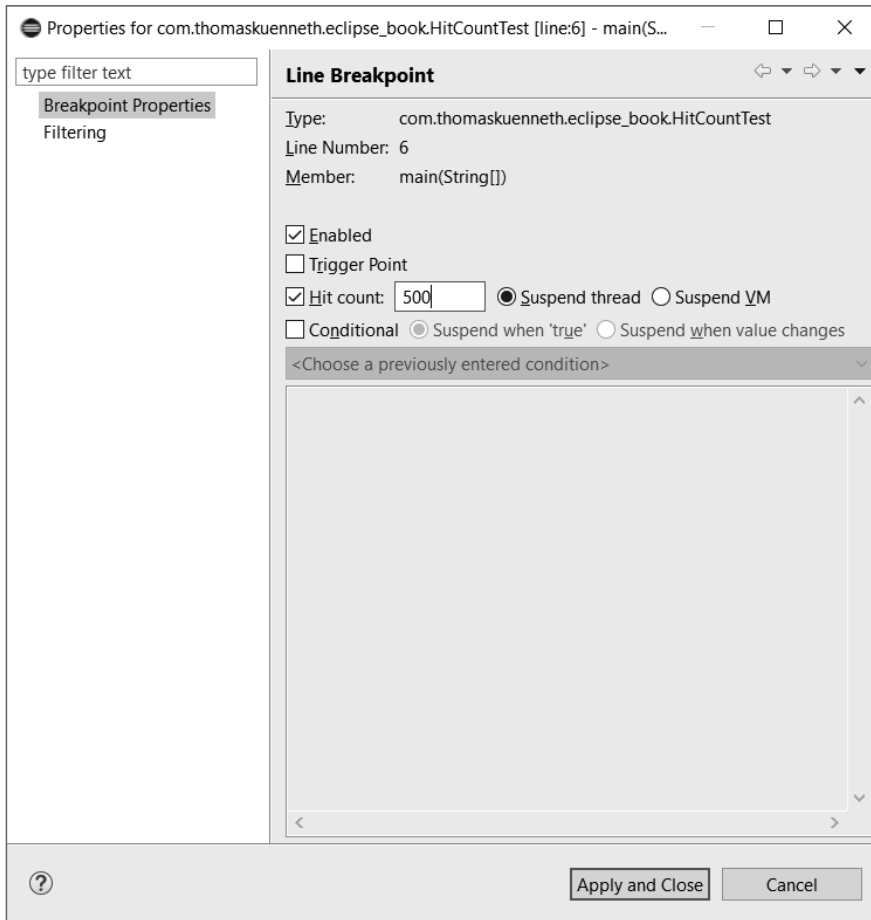 Properties for com.thomaskuenneth.eclipse_book.HitCountTest [line:6] - main(S...
type filter text
Breakpoint Properties
Filtering
Line Breakpoint
Type: com.thomaskuenneth.eclipse_book.HitCountTest
Line Number: 6
Member: main(String[])
Enabled
Trigger Point
Hit count: 500 Suspend thread Suspend VM
Conditional Suspend when 'true' Suspend when value changes
<Choose a previously entered condition>
Apply and Close Cancel